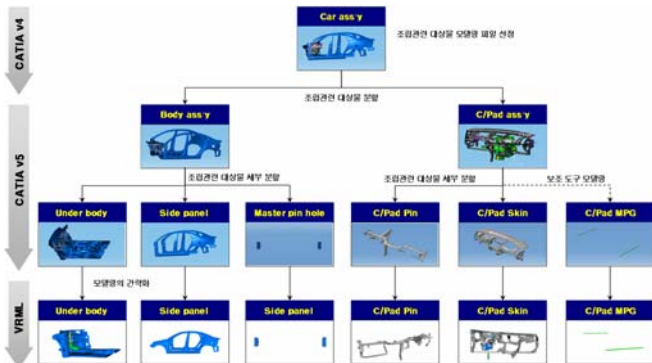 CATIA v4
Car assy
조립관련 대상물 모델링 파일 선정
조립관련 대상물 분할
CATIA v5
Body assy
C/Pad assy
조립관련 대상물 세부 분할
조립관련 대상물 세부 분할
보조 도구 모델링
Under body
Side panel
Master pin hole
C/Pad Pin
C/Pad Skin
C/Pad MPG
모델링의 간략화
VRML
Under body
Side panel
Side panel
C/Pad Pin
C/Pad Skin
C/Pad MPG